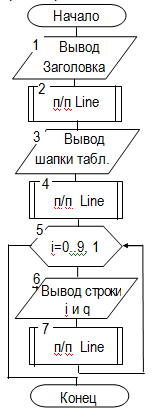 Начало
1 Вывод
Заголовка
2
п/п Line
3 Вывод
шапки табл.
4
п/п Line
5
i=0..9, 1
6
Вывод строки
i и q
7
п/п Line
Конец